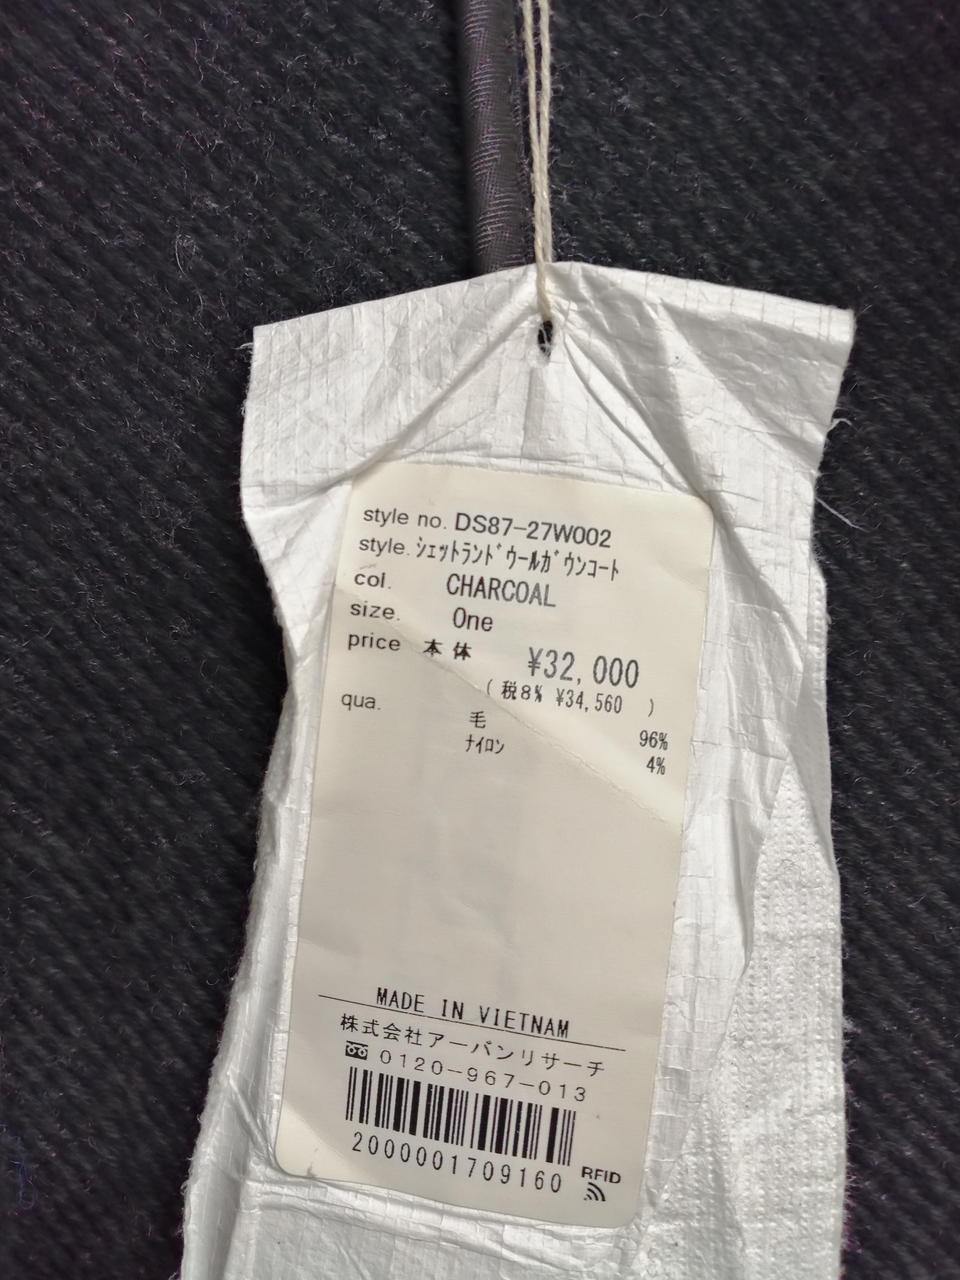 style no. DS87-27W002
style. ｼｪｯﾄﾗﾝﾄﾞｳｰﾙｶﾞｳﾝｺｰﾄ
col. CHARCOAL
size. One
price 本体 ¥32,000
( 税8% ¥34,560 )
qua. 毛 96%
ﾅｲﾛﾝ 4%
MADE IN VIETNAM
株式会社アーバンリサーチ
0120-967-013
2000001709160
RFID